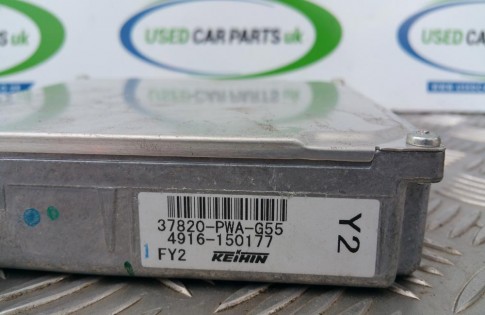 USED CAR PARTS uk
USED CAR PARTS uk
37820-PWA-G55
4916-150177
FY2 KEIHIN
Y2